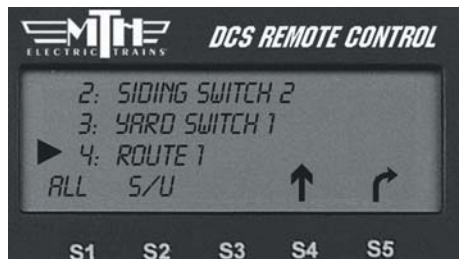 MTH
ELECTRIC TRAINS
DCS REMOTE CONTROL
2: SIDING SWITCH 2
3: YARD SWITCH 1
4: ROUTE 1
ALL S/U
S1 S2 S3 S4 S5